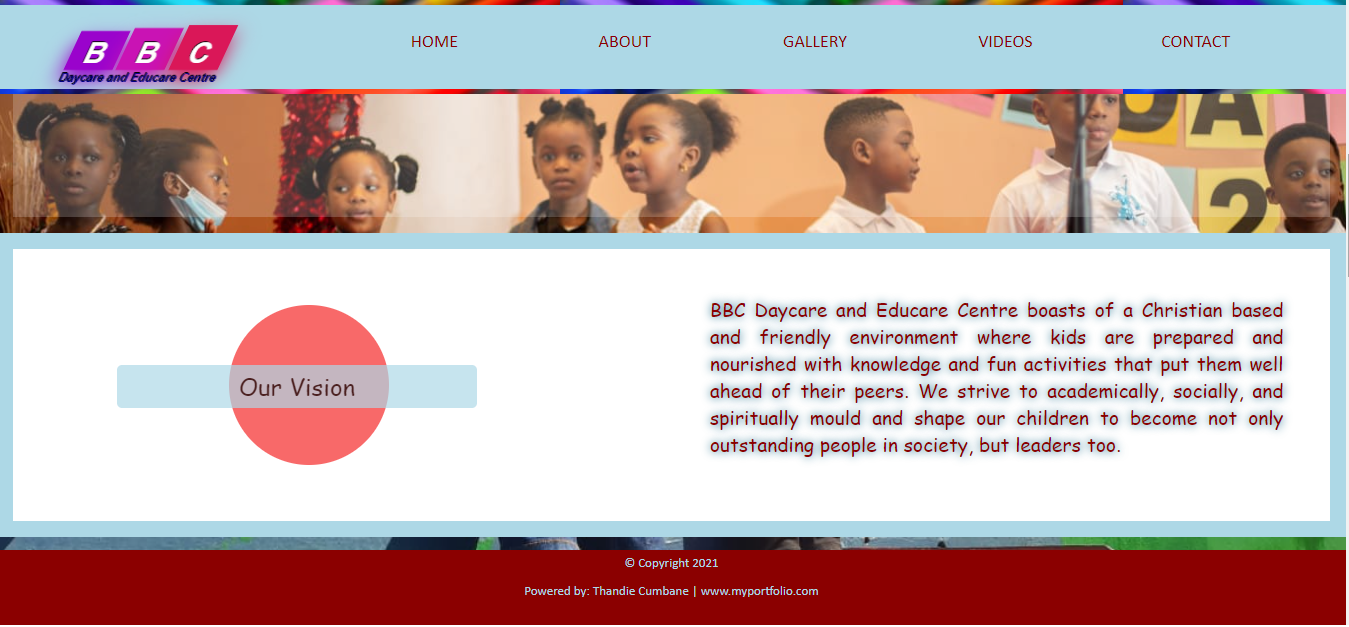 B B C
Daycare and Educare Centre
HOME ABOUT GALLERY VIDEOS CONTACT
2
Our Vision
BBC Daycare and Educare Centre boasts of a Christian based
and friendly environment where kids are prepared and
nourished with knowledge and fun activities that put them well
ahead of their peers. We strive to academically, socially, and
spiritually mould and shape our children to become not only
outstanding people in society, but leaders too.
© Copyright 2021
Powered by: Thandie Cumbane | www.myportfolio.com